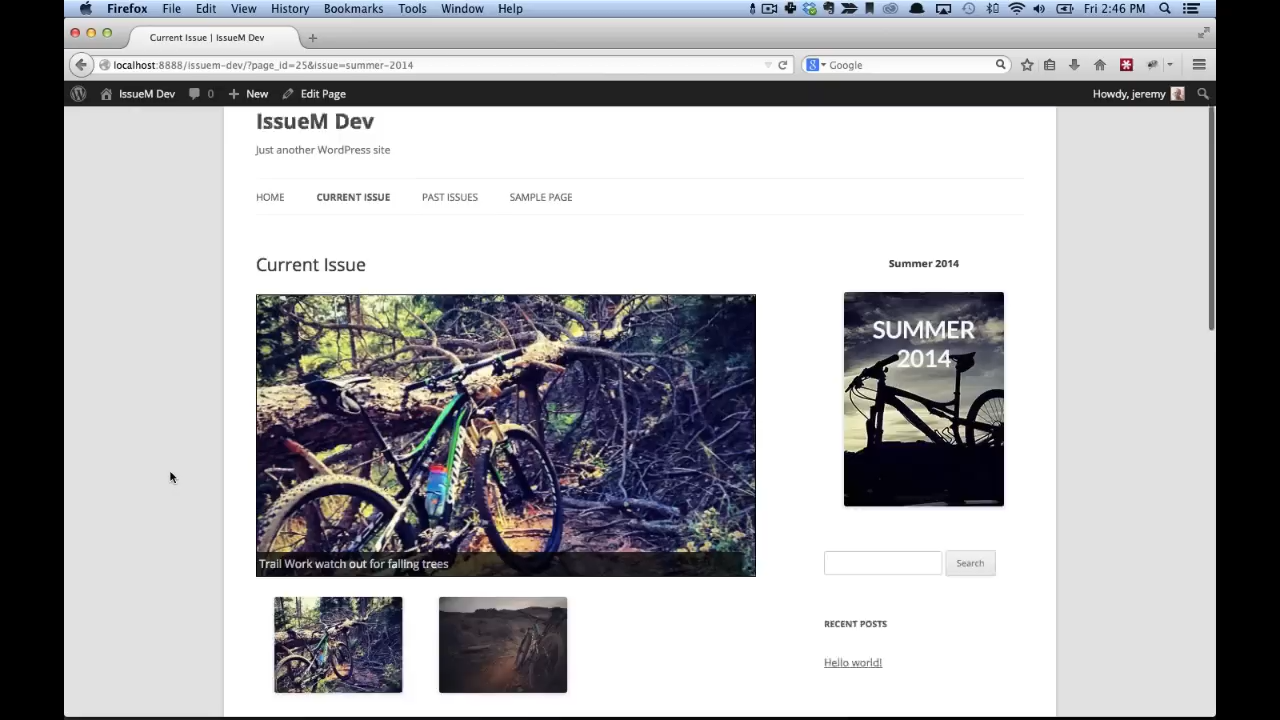 Firefox File Edit View History Bookmarks Tools Window Help Fri 2:46 PM
Current Issue | IssueM Dev
localhost:8888/issuem-dev/?page_id=25&issue=summer-2014 Google
IssueM Dev 0 New Edit Page Howdy, jeremy
IssueM Dev
Just another WordPress site
HOME CURRENT ISSUE PAST ISSUES SAMPLE PAGE
Current Issue
Summer 2014
SUMMER
2014
Trail Work watch out for falling trees
Search
RECENT POSTS
Hello world!